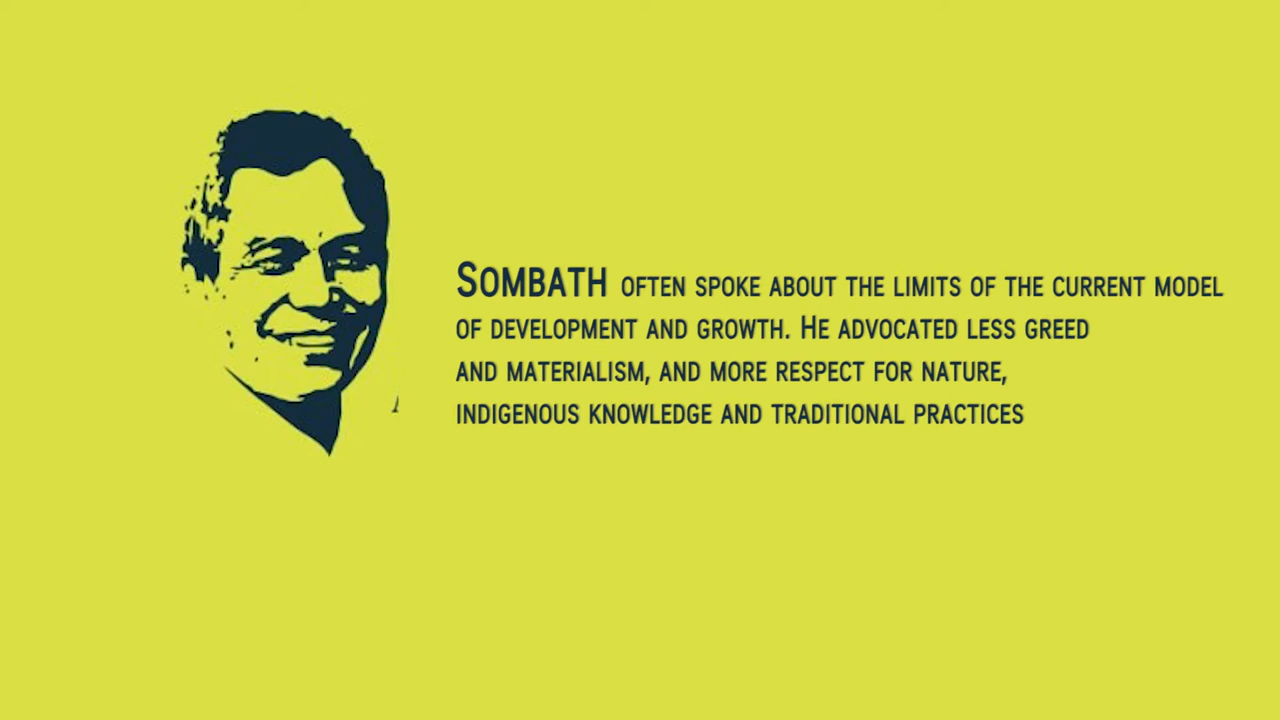 Sombath often spoke about the limits of the current model
of development and growth. He advocated less greed
and materialism, and more respect for nature,
indigenous knowledge and traditional practices